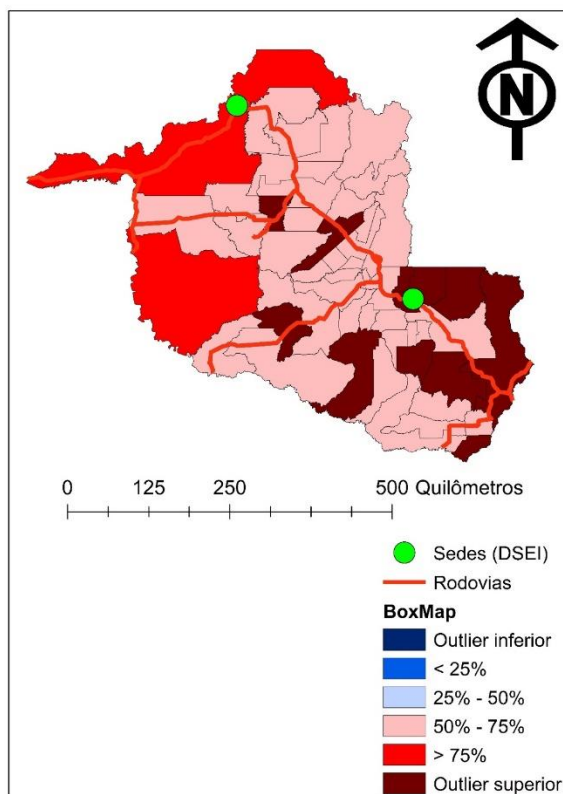 N
0 125 250 500 Quilômetros
Sedes (DSEI)
Rodovias
BoxMap
Outlier inferior
< 25%
25% - 50%
50% - 75%
> 75%
Outlier superior